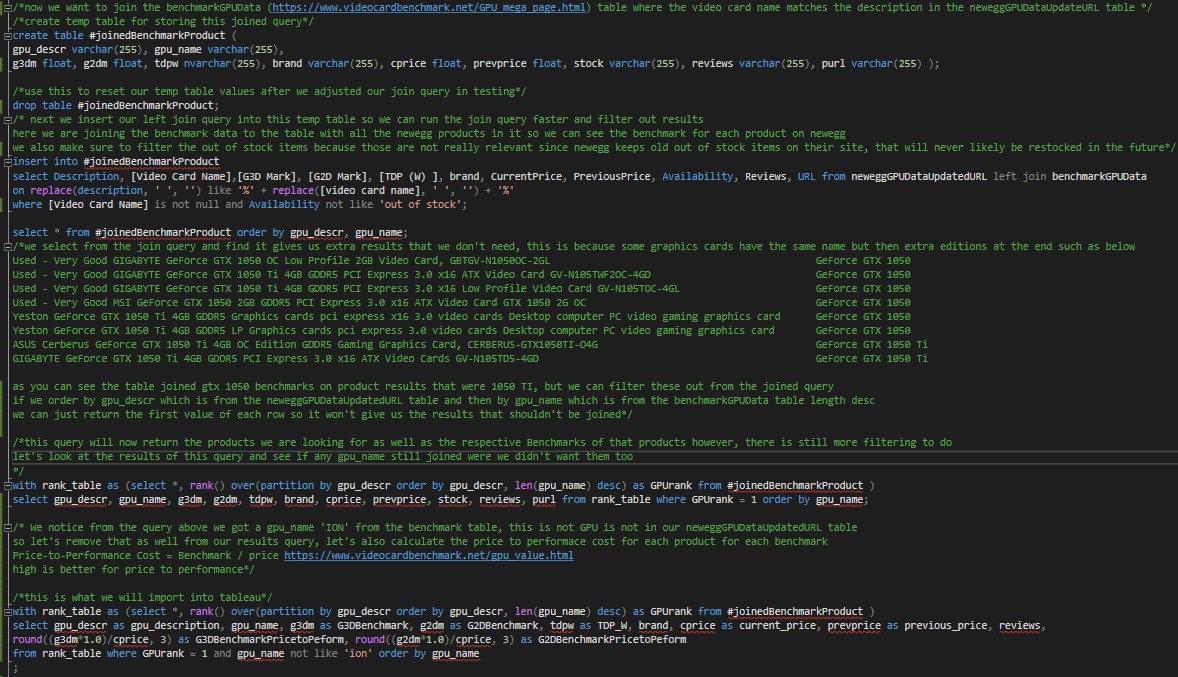 /*now we want to join the benchmarkGPUData (https://www.videocardbenchmark.net/GPU_mega_page.html) table where the video card name matches the description in the neweggGPUDataUpdateURL table */
/*create temp table for storing this joined query*/
create table #joinedBenchmarkProduct (
gpu_descr varchar(255), gpu_name varchar(255),
g3dm float, g2dm float, tdpw nvarchar(255), brand varchar(255), cprice float, prevprice float, stock varchar(255), reviews varchar(255), purl varchar(255) );
/*use this to reset our temp table values after we adjusted our join query in testing*/
drop table #joinedBenchmarkProduct;
/* next we insert our left join query into this temp table so we can run the join query faster and filter out results
here we are joining the benchmark data to the table with all the newegg products in it so we can see the benchmark for each product on newegg
we also make sure to filter the out of stock items because those are not really relevant since newegg keeps old out of stock items on their site, that will never likely be restocked in the future*/
insert into #joinedBenchmarkProduct
select Description, [Video Card Name],[G3D Mark], [G2D Mark], [TDP (W) ], brand, CurrentPrice, PreviousPrice, Availability, Reviews, URL from neweggGPUDataUpdatedURL left join benchmarkGPUData
on replace(description, ' ', '') like '%' + replace([video card name], ' ', '') + '%'
where [Video Card Name] is not null and Availability not like 'out of stock';
select * from #joinedBenchmarkProduct order by gpu_descr, gpu_name;
/*we select from the join query and find it gives us extra results that we don't need, this is because some graphics cards have the same name but then extra editions at the end such as below
Used - Very Good GIGABYTE GeForce GTX 1050 OC Low Profile 2GB Video Card, GBTGV-N1050OC-2GL GeForce GTX 1050
Used - Very Good GIGABYTE GeForce GTX 1050 Ti 4GB GDDR5 PCI Express 3.0 x16 ATX Video Card GV-N105TWF2OC-4GD GeForce GTX 1050
Used - Very Good GIGABYTE GeForce GTX 1050 Ti 4GB GDDR5 PCI Express 3.0 x16 Low Profile Video Card GV-N105TOC-4GL GeForce GTX 1050
Used - Very Good MSI GeForce GTX 1050 2GB GDDR5 PCI Express 3.0 x16 ATX Video Card GTX 1050 2G OC GeForce GTX 1050
Yeston GeForce GTX 1050 Ti 4GB GDDR5 Graphics cards pci express x16 3.0 video cards Desktop computer PC video gaming graphics card GeForce GTX 1050
Yeston GeForce GTX 1050 Ti 4GB GDDR5 LP Graphics cards pci express 3.0 video cards Desktop computer PC video gaming graphics card GeForce GTX 1050
ASUS Cerberus GeForce GTX 1050 Ti 4GB OC Edition GDDR5 Gaming Graphics Card, CERBERUS-GTX1050TI-O4G GeForce GTX 1050 Ti
GIGABYTE GeForce GTX 1050 Ti 4GB GDDR5 PCI Express 3.0 x16 ATX Video Cards GV-N105TD5-4GD GeForce GTX 1050 Ti
as you can see the table joined gtx 1050 benchmarks on product results that were 1050 TI, but we can filter these out from the joined query
if we order by gpu_descr which is from the neweggGPUDataUpdatedURL table and then by gpu_name which is from the benchmarkGPUData table length desc
we can just return the first value of each row so it won't give us the results that shouldn't be joined*/
/*this query will now return the products we are looking for as well as the respective Benchmarks of that products however, there is still more filtering to do
let's look at the results of this query and see if any gpu_name still joined were we didn't want them too
*/
with rank_table as (select *, rank() over(partition by gpu_descr order by gpu_descr, len(gpu_name) desc) as GPUrank from #joinedBenchmarkProduct )
select gpu_descr, gpu_name, g3dm, g2dm, tdpw, brand, cprice, prevprice, stock, reviews, purl from rank_table where GPUrank = 1 order by gpu_name;
/* We notice from the query above we got a gpu_name 'ION' from the benchmark table, this is not GPU is not in our neweggGPUDataUpdatedURL table
so let's remove that as well from our results query, let's also calculate the price to performace cost for each product for each benchmark
Price-to-Performance Cost = Benchmark / price https://www.videocardbenchmark.net/gpu_value.html
high is better for price to performance*/
/*this is what we will import into tableau*/
with rank_table as (select *, rank() over(partition by gpu_descr order by gpu_descr, len(gpu_name) desc) as GPUrank from #joinedBenchmarkProduct )
select gpu_descr as gpu_description, gpu_name, g3dm as G3DBenchmark, g2dm as G2DBenchmark, tdpw as TDP_W, brand, cprice as current_price, prevprice as previous_price, reviews,
round((g3dm*1.0)/cprice, 3) as G3DBenchmarkPricetoPeform, round((g2dm*1.0)/cprice, 3) as G2DBenchmarkPricetoPeform
from rank_table where GPUrank = 1 and gpu_name not like 'ion' order by gpu_name
;